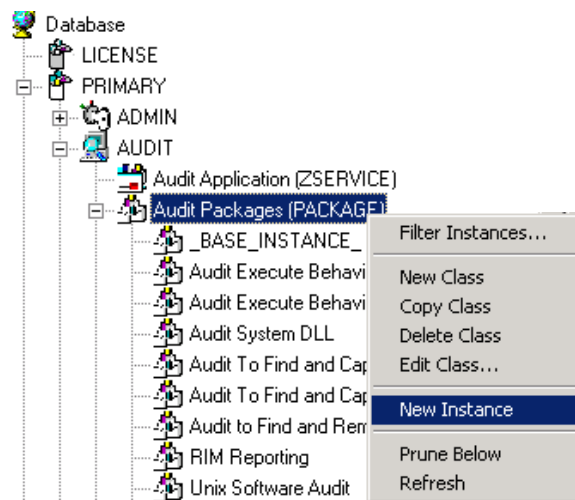 Database
LICENSE
PRIMARY
ADMIN
AUDIT
Audit Application (ZSERVICE)
Audit Packages (PACKAGE)
_BASE_INSTANCE_
Audit Execute Behavi
Audit Execute Behavi
Audit System DLL
Audit To Find and Cap
Audit To Find and Cap
Audit to Find and Rem
RIM Reporting
Unix Software Audit
Filter Instances...
New Class
Copy Class
Delete Class
Edit Class...
New Instance
Prune Below
Refresh